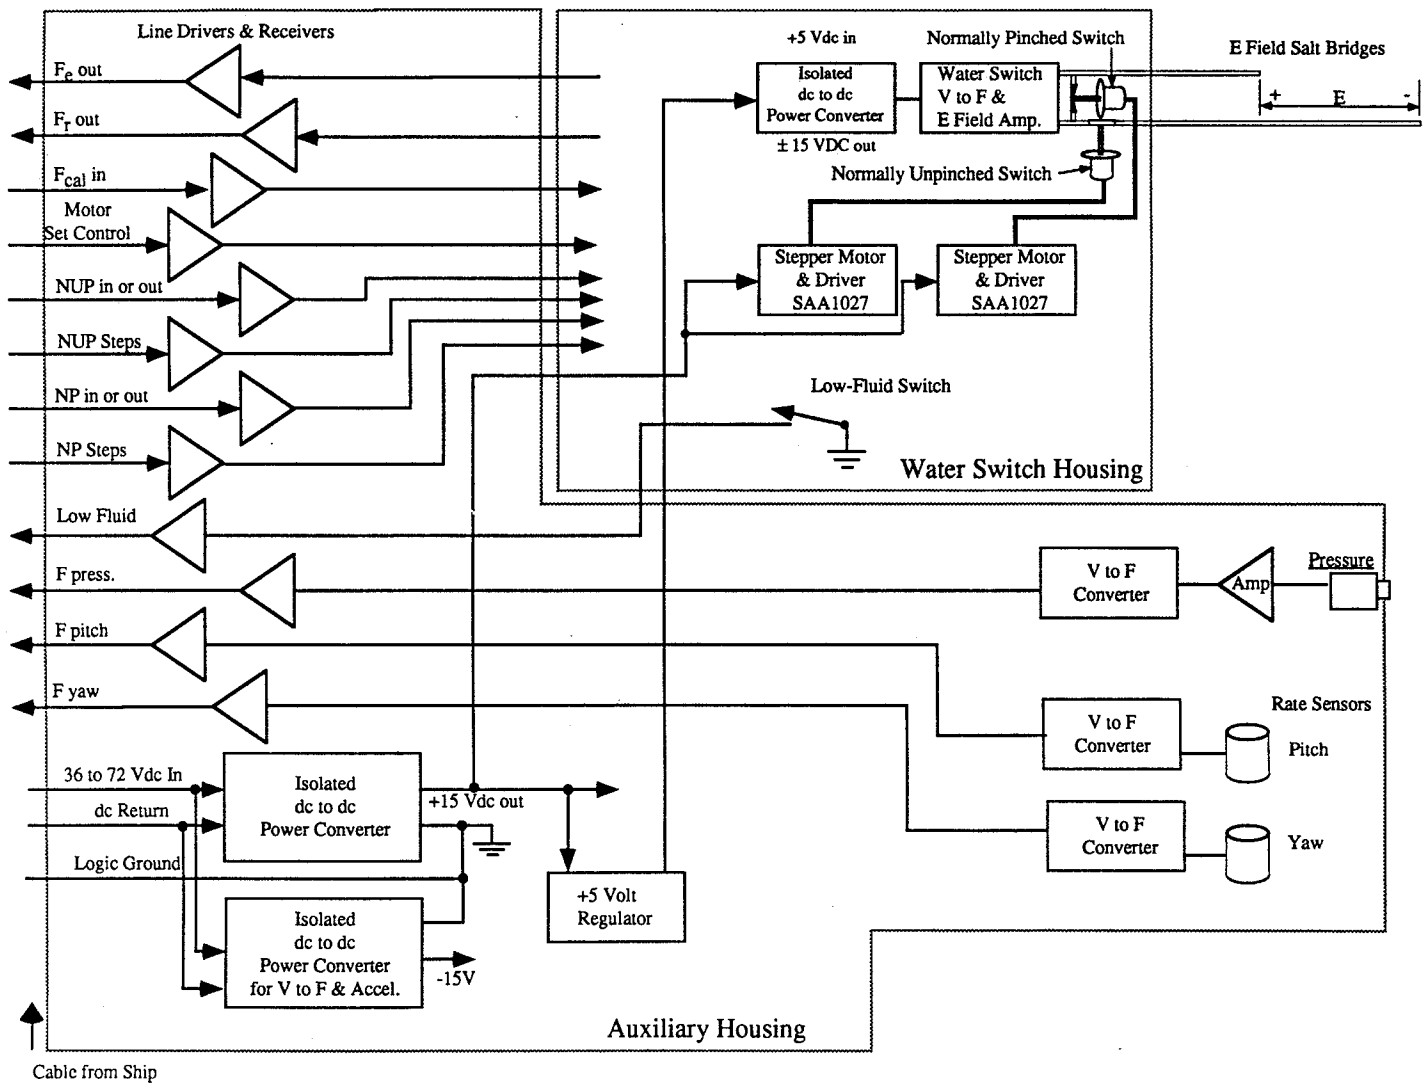 Line Drivers & Receivers
Fe out
Fr out
Fcal in
Motor
Set Control
NUP in or out
NUP Steps
NP in or out
NP Steps
Low Fluid
F press.
F pitch
F yaw
36 to 72 Vdc In
dc Return
Logic Ground
Isolated
dc to dc
Power Converter
+15 Vdc out
Isolated
dc to dc
Power Converter
for V to F & Accel.
-15V
+5 Volt
Regulator
Cable from Ship
Auxiliary Housing
+5 Vdc in
Isolated
dc to dc
Power Converter
± 15 VDC out
Normally Pinched Switch
Water Switch
V to F &
E Field Amp.
E Field Salt Bridges
+ E -
Normally Unpinched Switch
Stepper Motor
& Driver
SAA1027
Stepper Motor
& Driver
SAA1027
Low-Fluid Switch
Water Switch Housing
V to F
Converter
Amp
Pressure
V to F
Converter
Rate Sensors
Pitch
V to F
Converter
Yaw